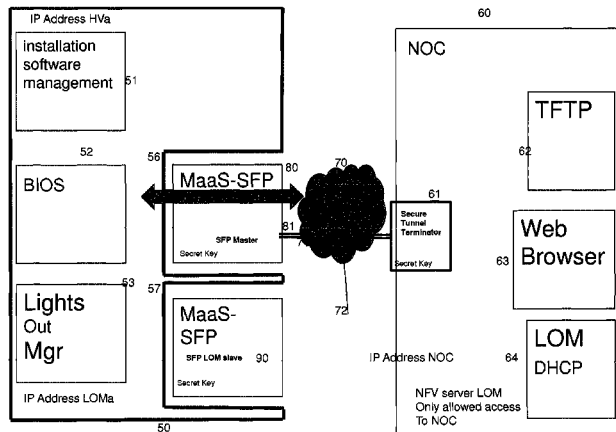 IP Address HVa
60
installation
software
management
51
NOC
TFTP
62
52
56
80
70
BIOS
MaaS-SFP
61
Secure
Tunnel
Terminator
Secret Key
SFP Master
81
Secret Key
Web
Browser
63
53
57
Lights
Out
Mgr
MaaS-
SFP
SFP LOM slave
90
Secret Key
72
IP Address NOC
64
LOM
DHCP
IP Address LOMa
50
NFV server LOM
Only allowed access
To NOC